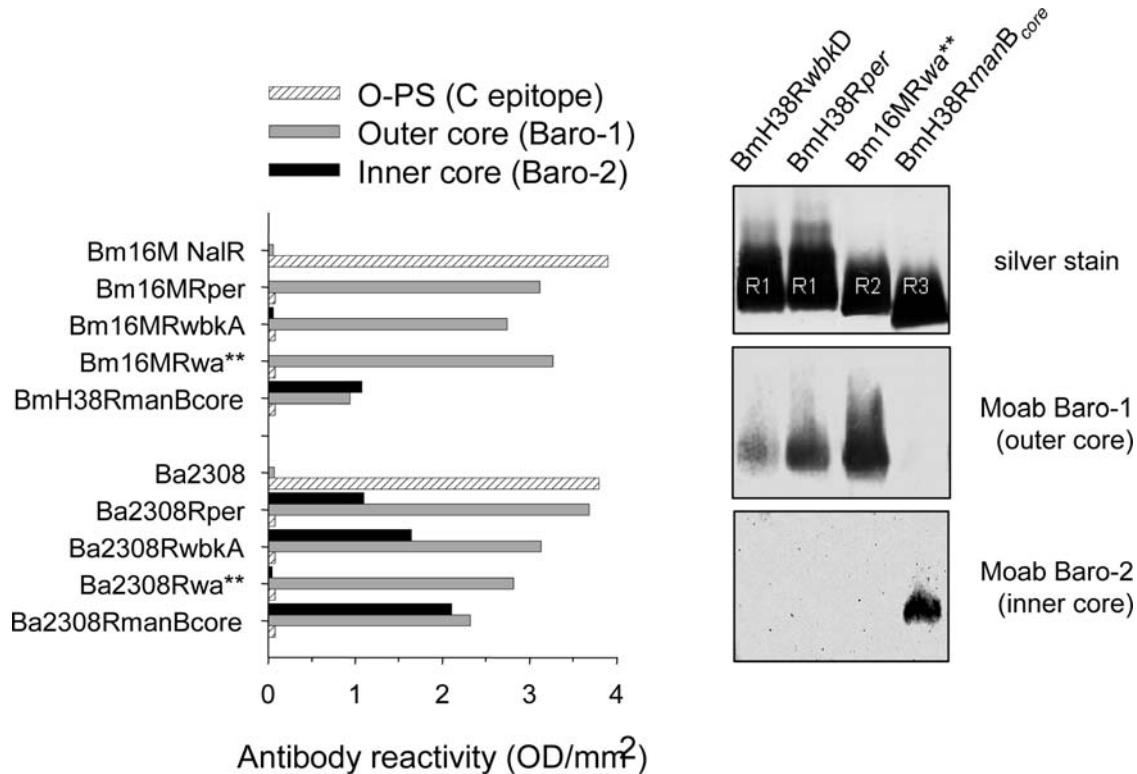 O-PS (C epitope)
Outer core (Baro-1)
Inner core (Baro-2)
Bm16M NalR
Bm16MRper
Bm16MRwbkA
Bm16MRwa**
BmH38RmanBcore
Ba2308
Ba2308Rper
Ba2308RwbkA
Ba2308Rwa**
Ba2308RmanBcore
0 1 2 3 4
Antibody reactivity (OD/mm2)
BmH38RwbkD
BmH38Rper
Bm16MRwa**
BmH38RmanBcore
R1 R1 R2 R3
silver stain
Moab Baro-1
(outer core)
Moab Baro-2
(inner core)